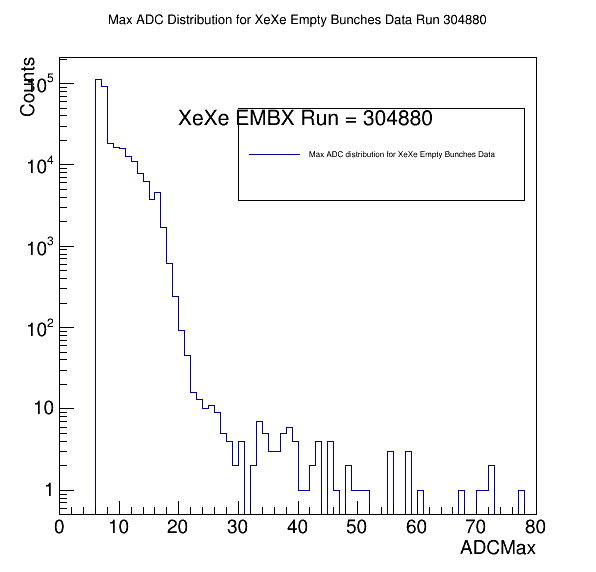 Max ADC Distribution for XeXe Empty Bunches Data Run 304880
Counts
XeXe EMBX Run = 304880
Max ADC distribution for XeXe Empty Bunches Data
10^5
10^4
10^3
10^2
10
1
0 10 20 30 40 50 60 70 80
ADCMax